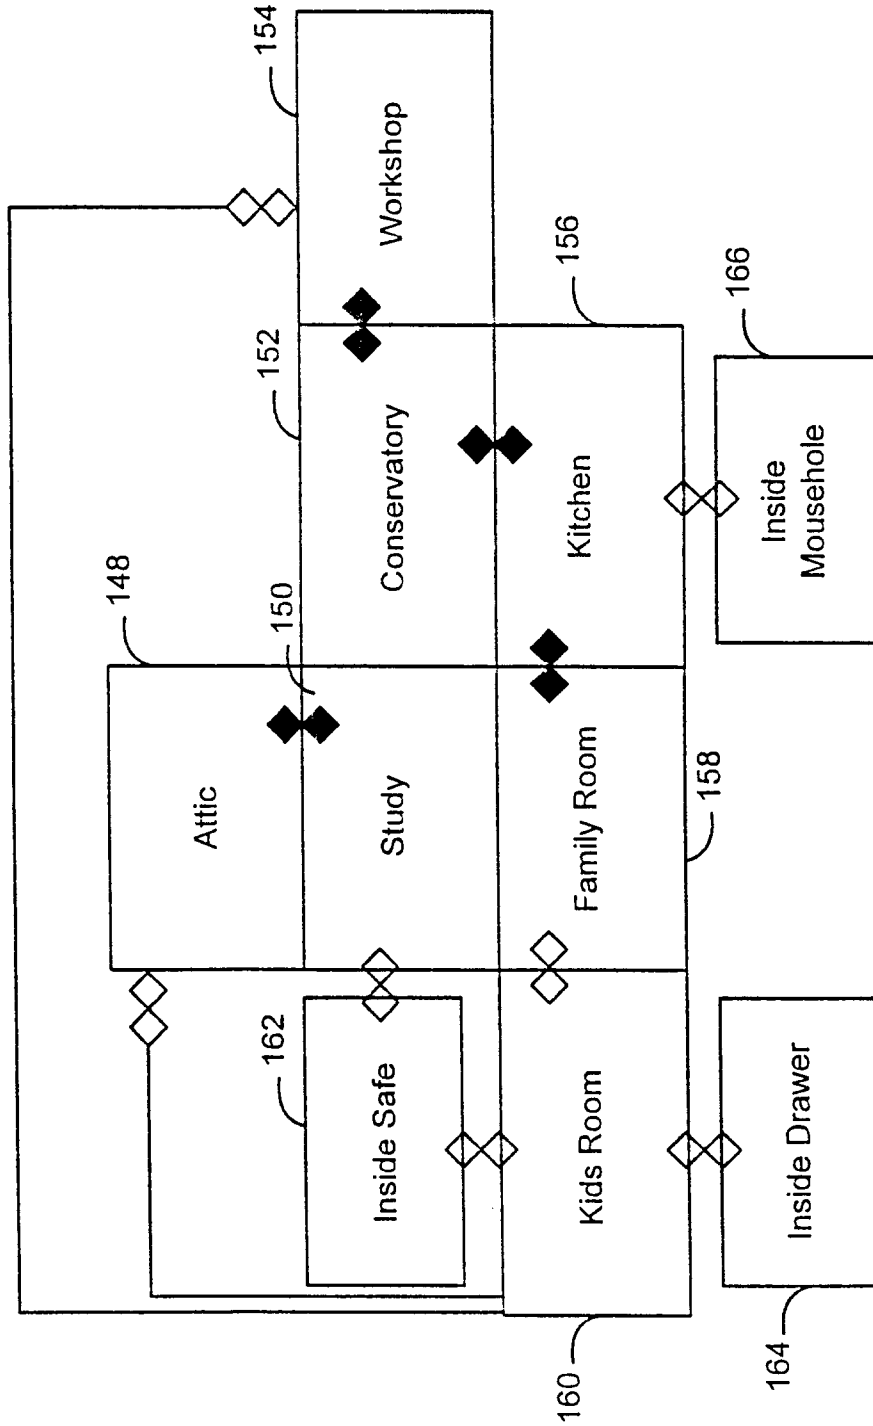 148
Attic
154
162
150
152
Inside Safe
Study
Conservatory
Workshop
160
Kids Room
Family Room
Kitchen
156
158
164
Inside Drawer
Inside
Mousehole
166